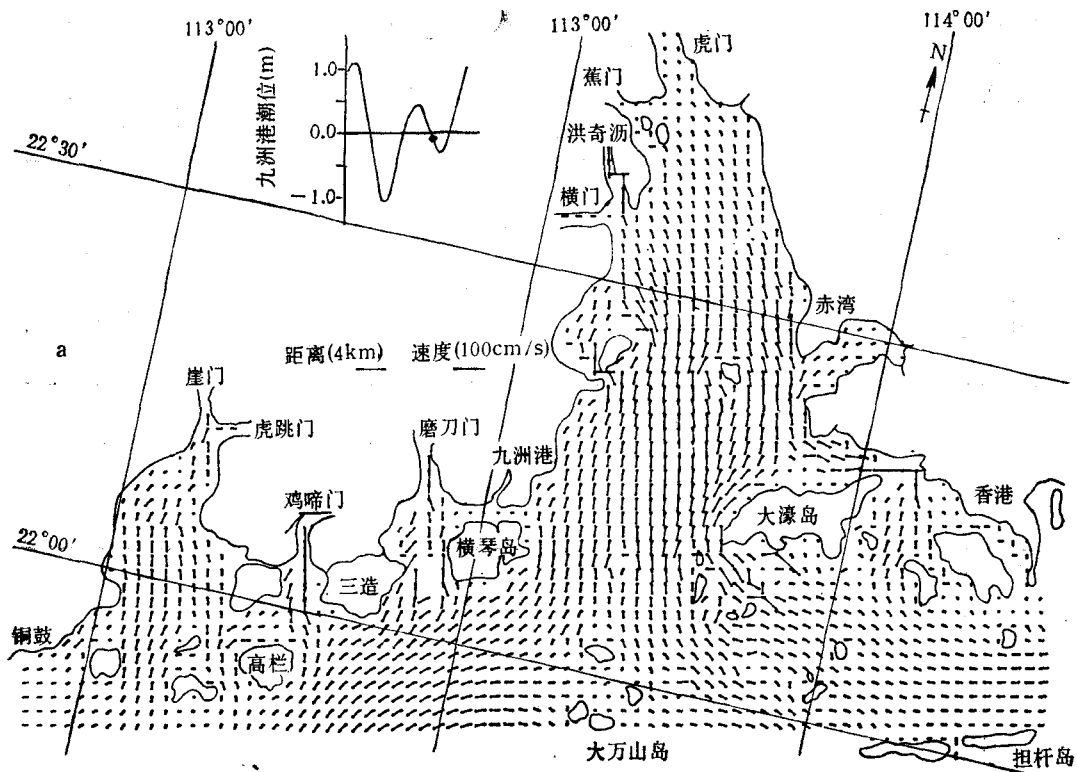 113°00'
113°00'
114°00'
N
虎门
蕉门
洪奇沥
横门
九洲港潮位(m)
1.0
0.0
-1.0
22°30'
赤湾
a
距离(4km)
速度(100cm/s)
崖门
虎跳门
磨刀门
九洲港
鸡啼门
香港
大濠岛
横琴岛
22°00'
三造
铜鼓
高栏
大万山岛
担杆岛